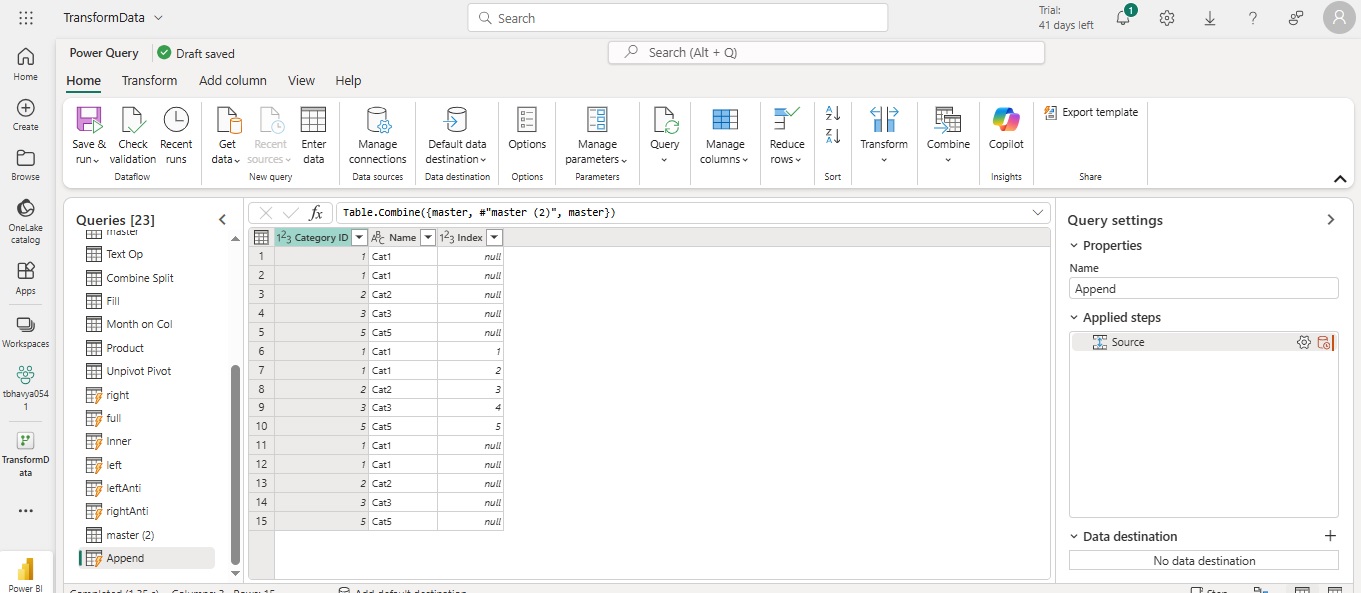 TransformData
Search
Trial:
41 days left
1
Power Query
Draft saved
Search (Alt + Q)
Home
Transform
Add column
View
Help
Save &
run
Check
validation
Recent
runs
Dataflow
Get
data
Recent
sources
Enter
data
New query
Manage
connections
Data sources
Default data
destination
Data destination
Options
Options
Manage
parameters
Parameters
Query
Manage
columns
Reduce
rows
A
Z
Z
A
Sort
Transform
Combine
Copilot
Insights
Export template
Share
Home
Create
Browse
OneLake
catalog
Apps
Workspaces
tbhavya054
1
TransformD
ata
Power BI
Queries [23]
master
Text Op
Combine Split
Fill
Month on Col
Product
Unpivot Pivot
right
full
Inner
left
leftAnti
rightAnti
master (2)
Append
fx Table.Combine({master, #"master (2)", master})
123 Category ID ABC Name 123 Index
1 1 Cat1 null
2 1 Cat1 null
3 2 Cat2 null
4 3 Cat3 null
5 5 Cat5 null
6 1 Cat1 1
7 1 Cat1 2
8 2 Cat2 3
9 3 Cat3 4
10 5 Cat5 5
11 1 Cat1 null
12 1 Cat1 null
13 2 Cat2 null
14 3 Cat3 null
15 5 Cat5 null
Query settings
Properties
Name
Append
Applied steps
Source
Data destination
No data destination
Completed (1.35 s) Columns: 3 Rows: 15
Add default destination
Step